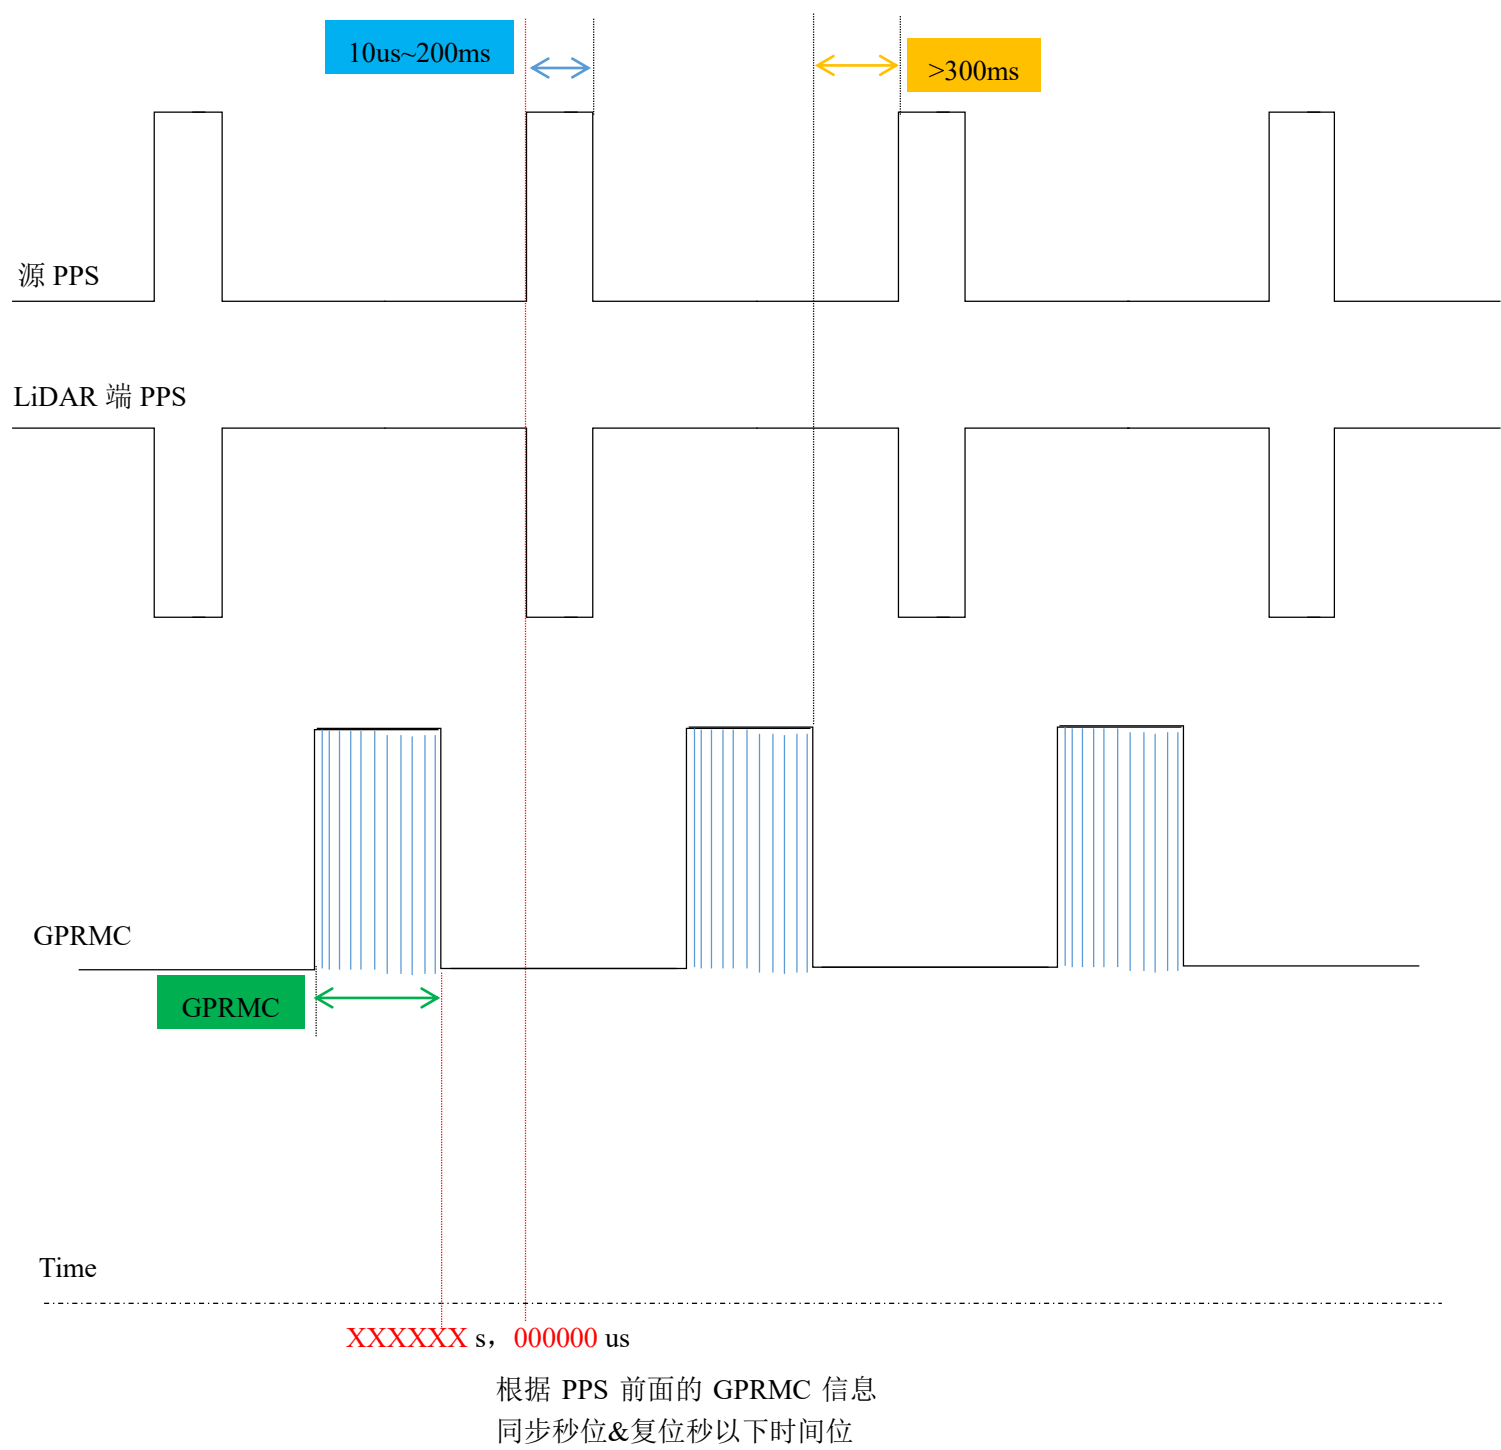 10us~200ms
>300ms
源 PPS
LiDAR 端 PPS
GPRMC
GPRMC
Time
XXXXXX s，000000 us
根据 PPS 前面的 GPRMC 信息
同步秒位&复位秒以下时间位